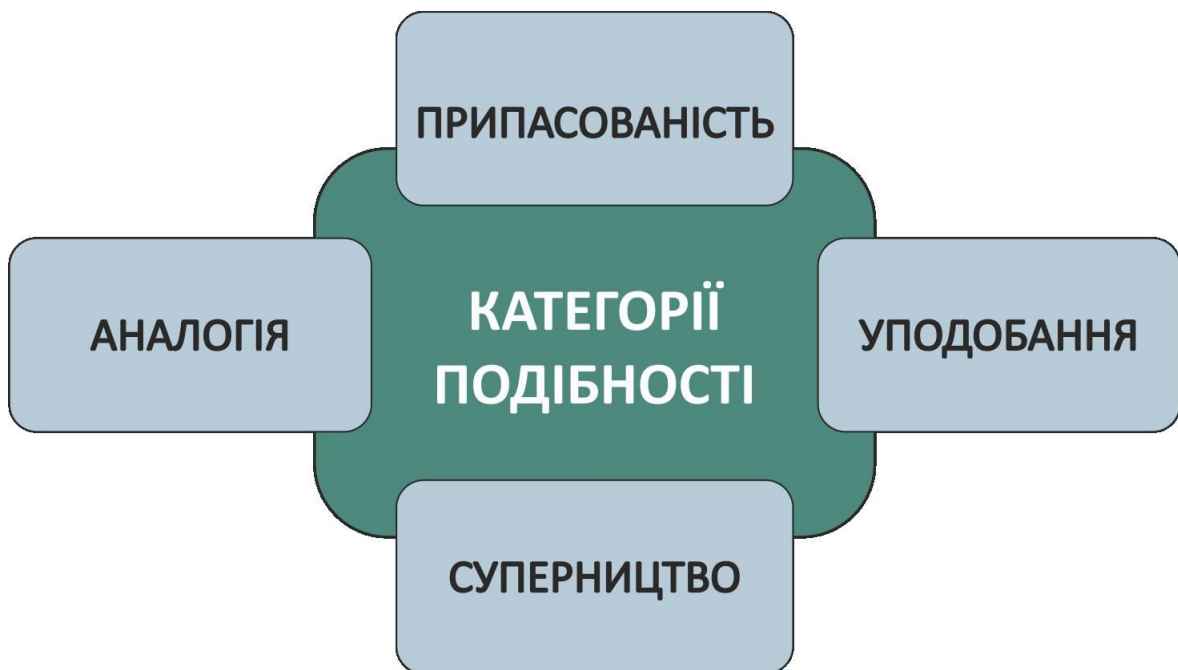 ПРИПАСОВАНІСТЬ
АНАЛОГІЯ
КАТЕГОРІЇ
ПОДІБНОСТІ
УПОДОБАННЯ
СУПЕРНИЦТВО